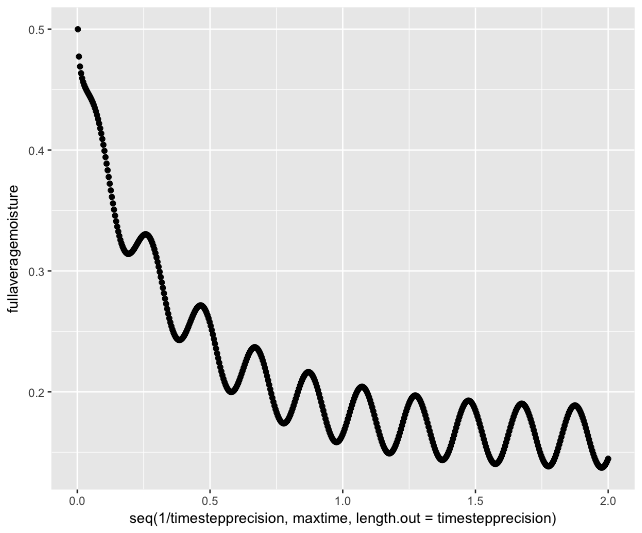 0.5
0.4
0.3
0.2
fullaveragemoisture
0.0 0.5 1.0 1.5 2.0
seq(1/timestepprecision, maxtime, length.out = timestepprecision)